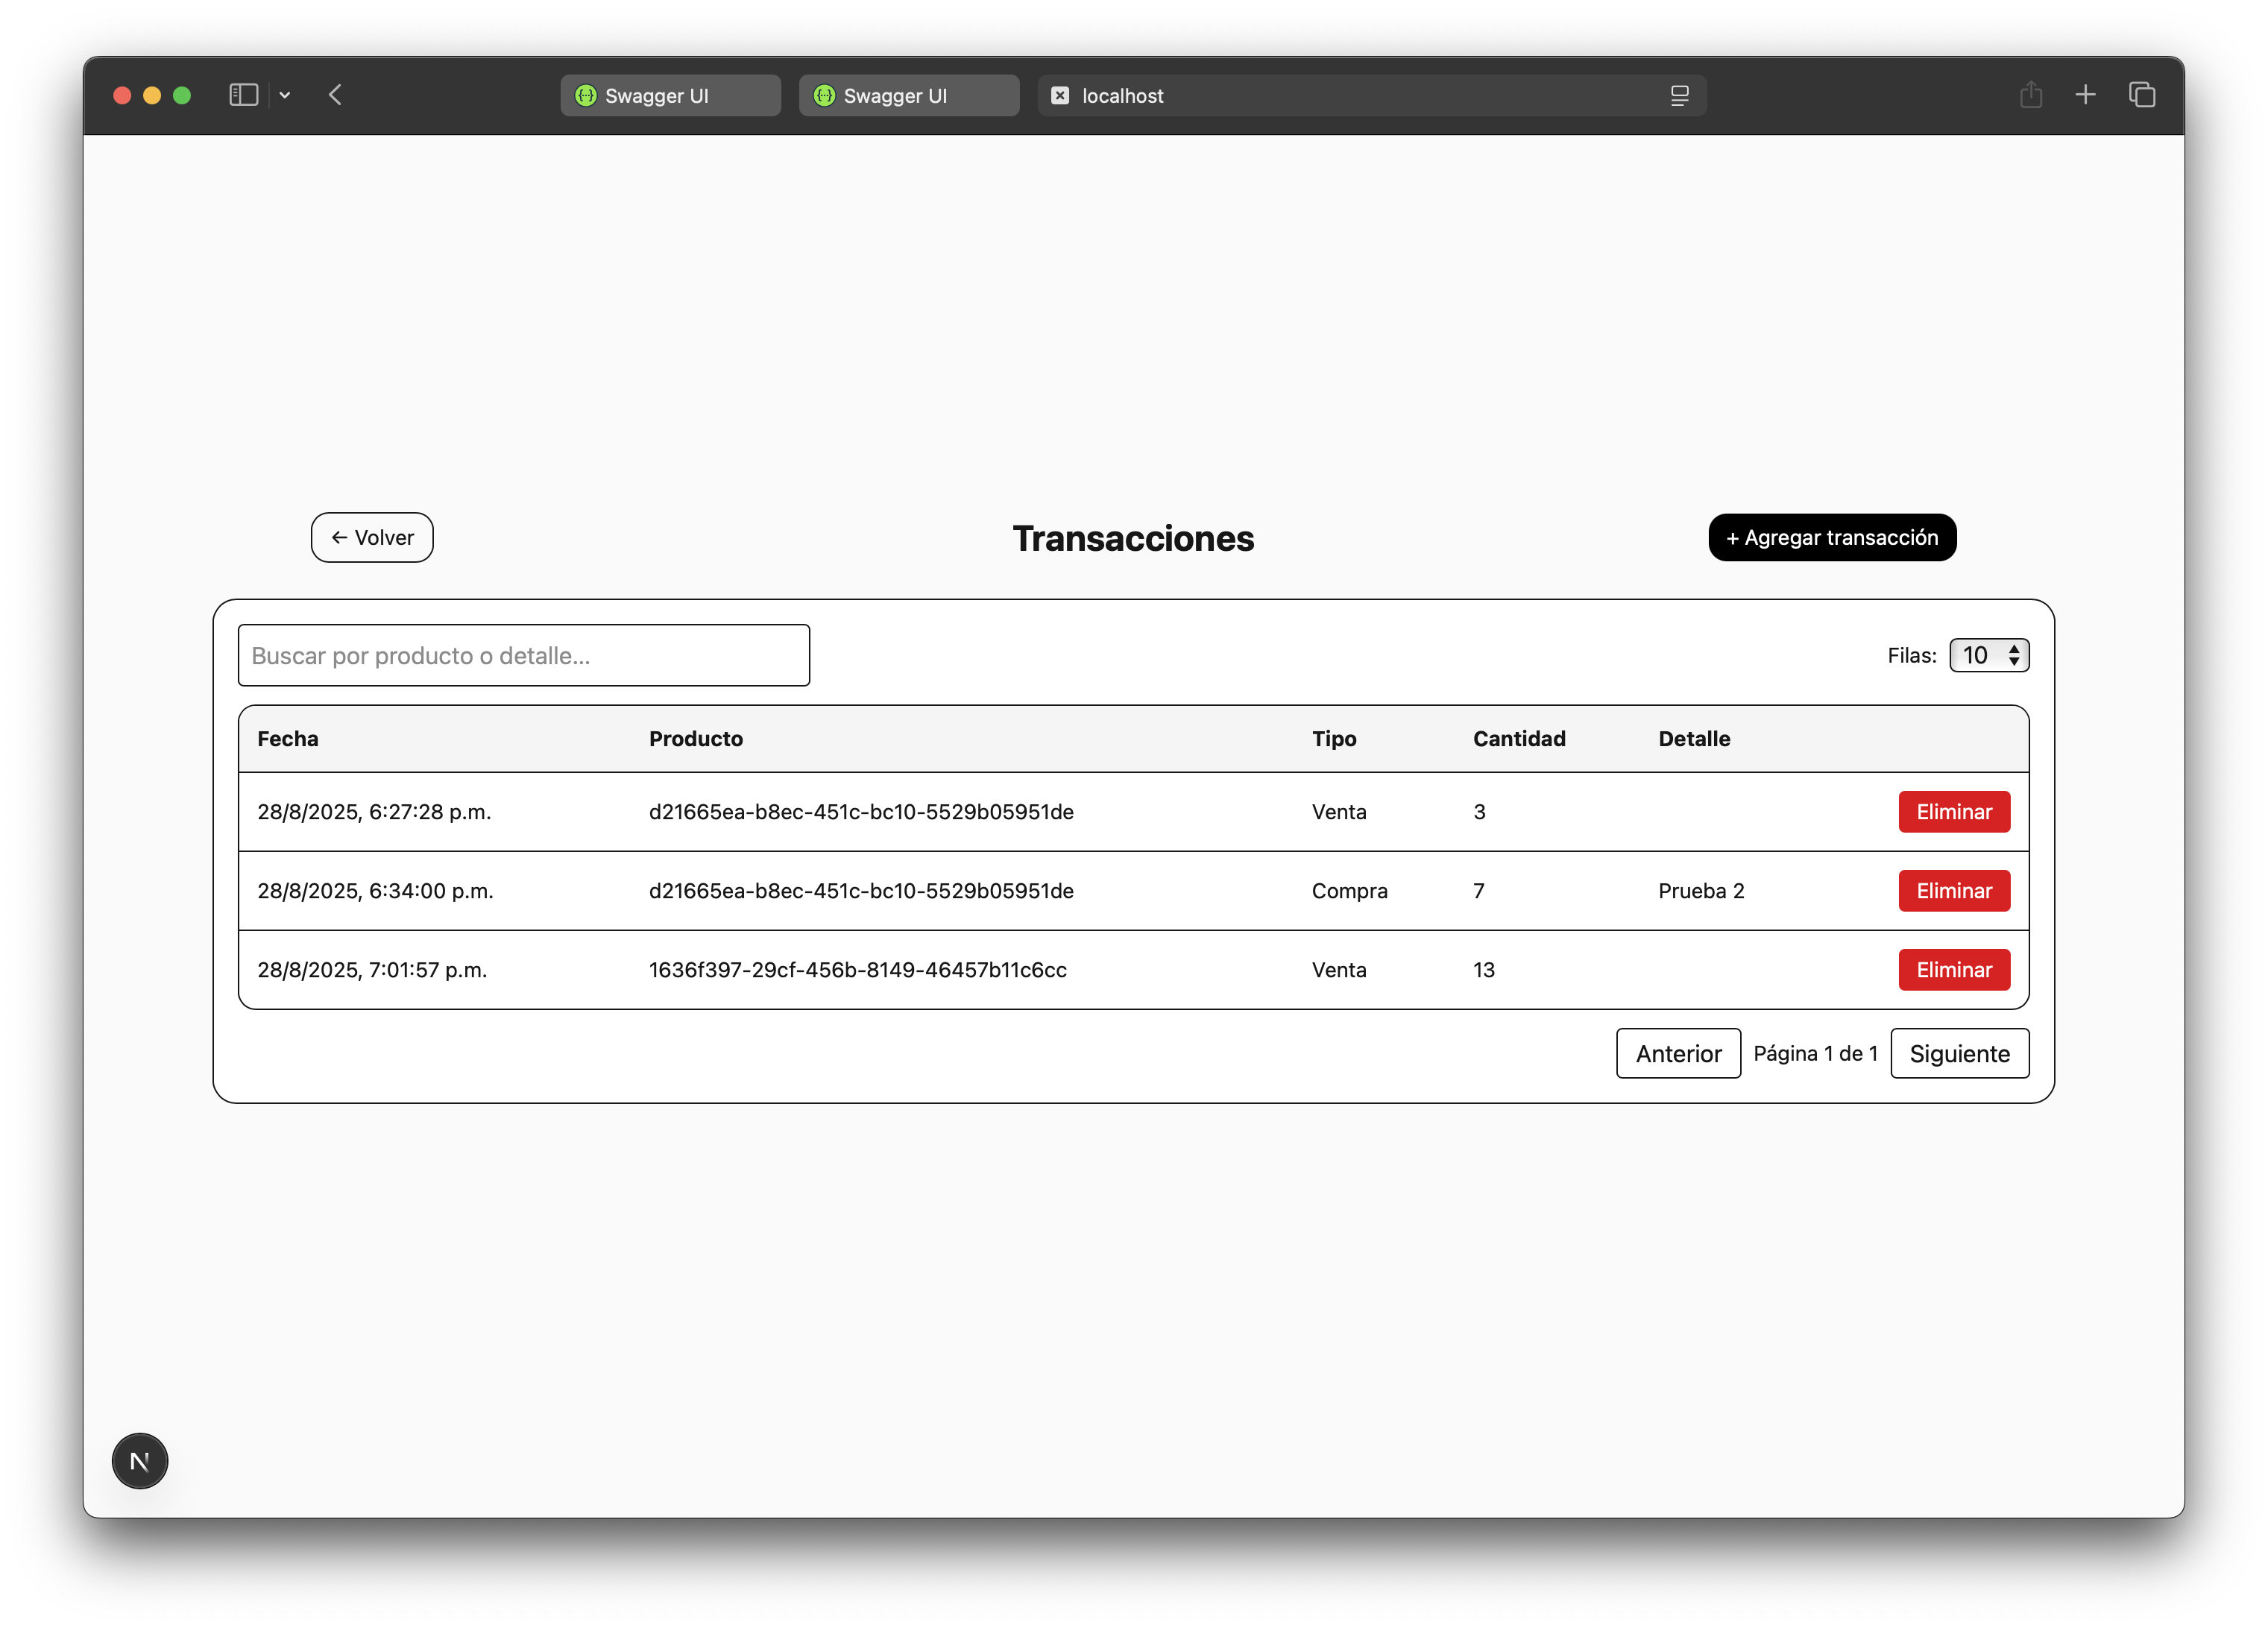 Swagger UI
Swagger UI
localhost
← Volver
Transacciones
+ Agregar transacción
Buscar por producto o detalle...
Filas: 10
Fecha Producto Tipo Cantidad Detalle
28/8/2025, 6:27:28 p.m. d21665ea-b8ec-451c-bc10-5529b05951de Venta 3 Eliminar
28/8/2025, 6:34:00 p.m. d21665ea-b8ec-451c-bc10-5529b05951de Compra 7 Prueba 2 Eliminar
28/8/2025, 7:01:57 p.m. 1636f397-29cf-456b-8149-46457b11c6cc Venta 13 Eliminar
Anterior Página 1 de 1 Siguiente
N